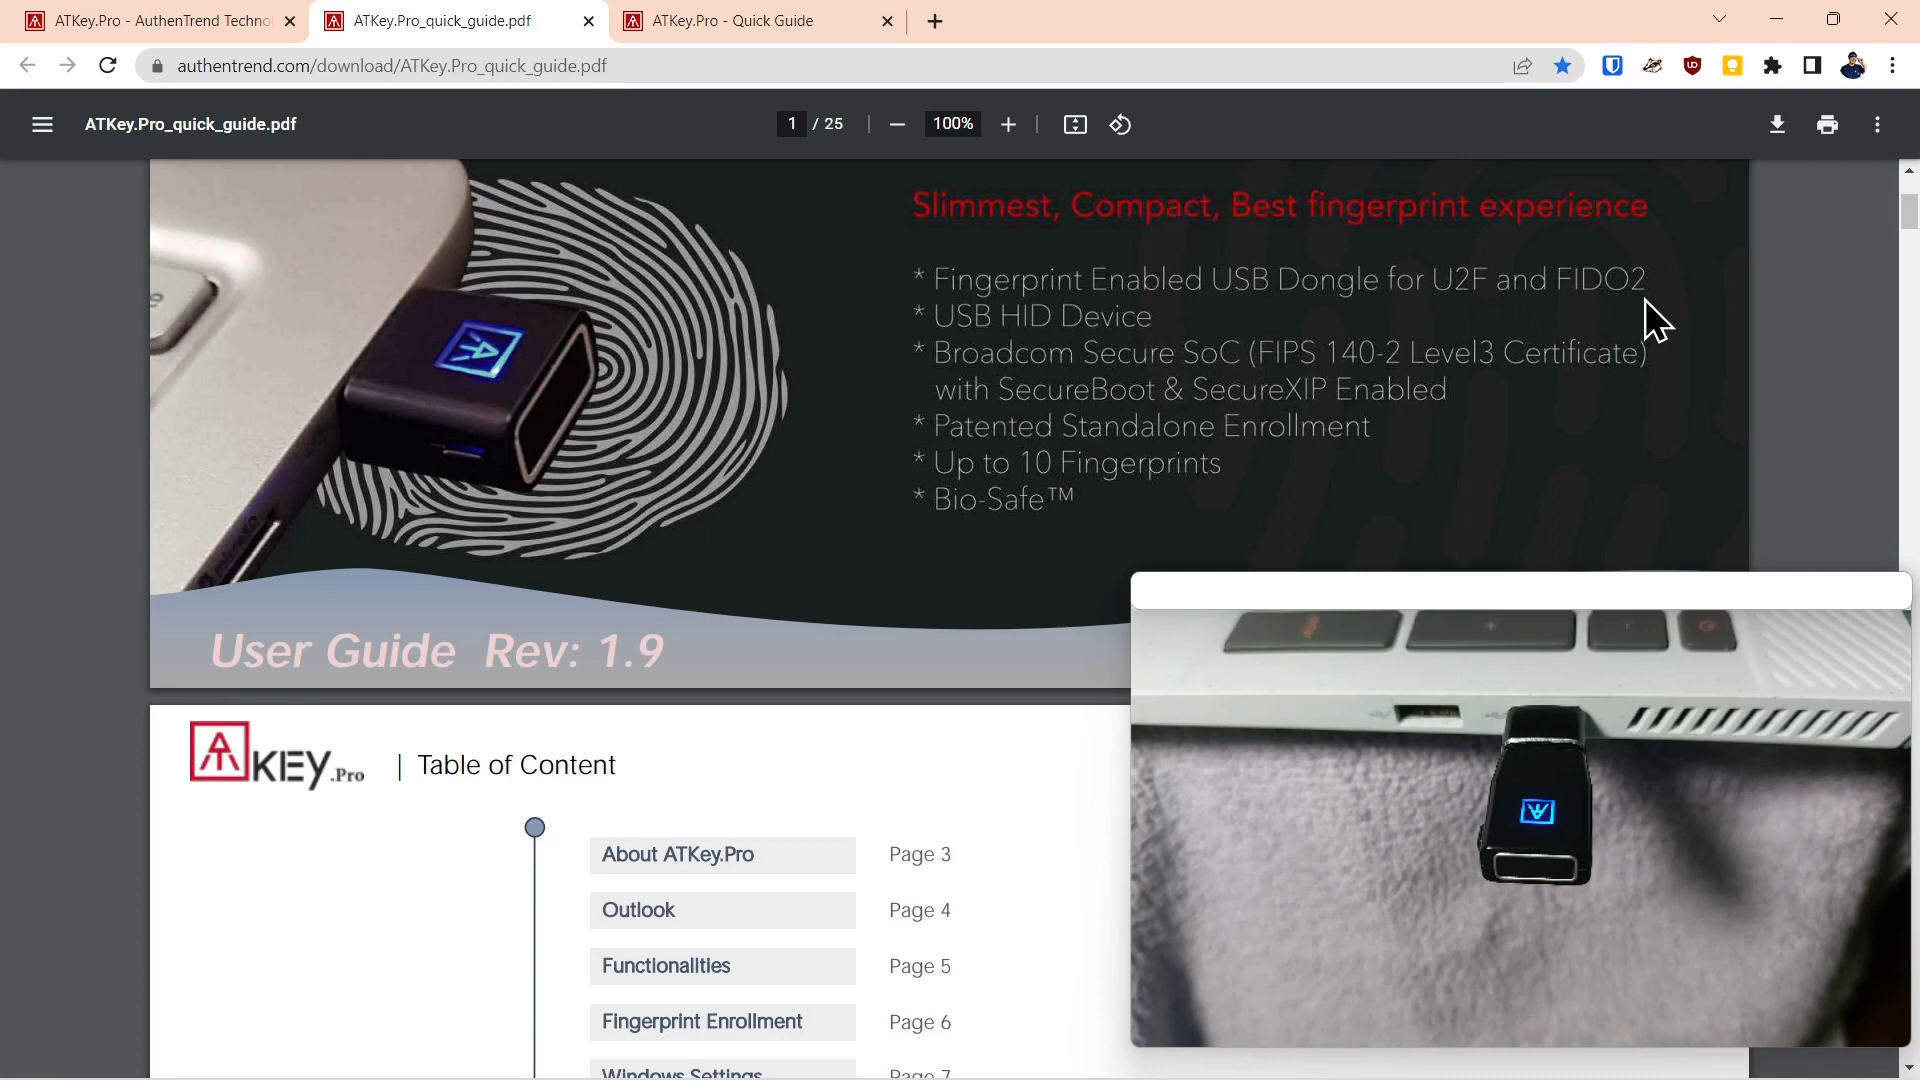 ATKey.Pro - AuthenTrend Techno
ATKey.Pro_quick_guide.pdf
ATKey.Pro - Quick Guide
authentrend.com/download/ATKey.Pro_quick_guide.pdf
ATKey.Pro_quick_guide.pdf
1 / 25
100%
Slimmest, Compact, Best fingerprint experience
* Fingerprint Enabled USB Dongle for U2F and FIDO2
* USB HID Device
* Broadcom Secure SoC (FIPS 140-2 Level3 Certificate)
with SecureBoot & SecureXIP Enabled
* Patented Standalone Enrollment
* Up to 10 Fingerprints
* Bio-Safe™
User Guide Rev: 1.9
ATKEY.Pro | Table of Content
About ATKey.Pro Page 3
Outlook Page 4
Functionalities Page 5
Fingerprint Enrollment Page 6
Windows Settings Page 7